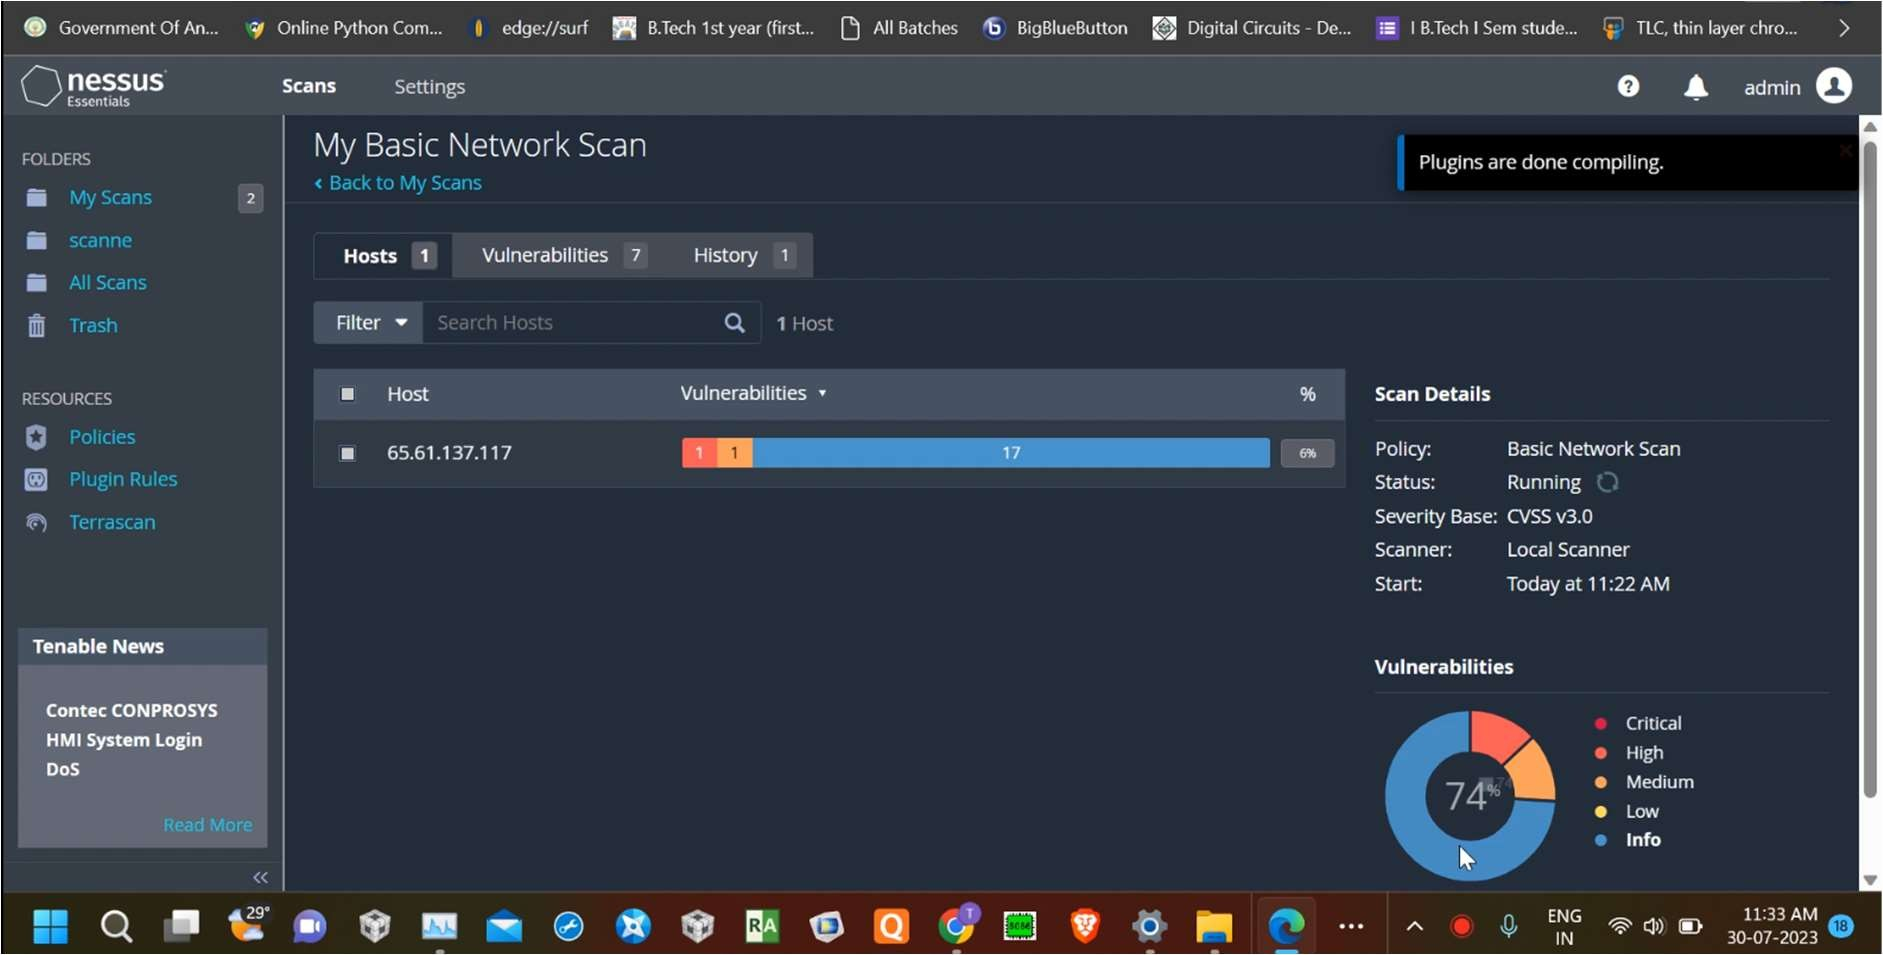 Government Of An...
Online Python Com...
edge://surf
B.Tech 1st year (first...
All Batches
BigBlueButton
Digital Circuits - De...
I B.Tech I Sem stude...
TLC, thin layer chro...
nessus
Essentials
Scans
Settings
admin
FOLDERS
My Scans 2
scanne
All Scans
Trash
RESOURCES
Policies
Plugin Rules
Terrascan
Tenable News
Contec CONPROSYS
HMI System Login
DoS
Read More
My Basic Network Scan
Back to My Scans
Plugins are done compiling.
Hosts 1
Vulnerabilities 7
History 1
Filter
Search Hosts
1 Host
Host Vulnerabilities %
65.61.137.117 1 1 17 6%
Scan Details
Policy: Basic Network Scan
Status: Running
Severity Base: CVSS v3.0
Scanner: Local Scanner
Start: Today at 11:22 AM
Vulnerabilities
74%
Critical
High
Medium
Low
Info
29°
RA
Q
T
ENG
IN
11:33 AM
30-07-2023
18